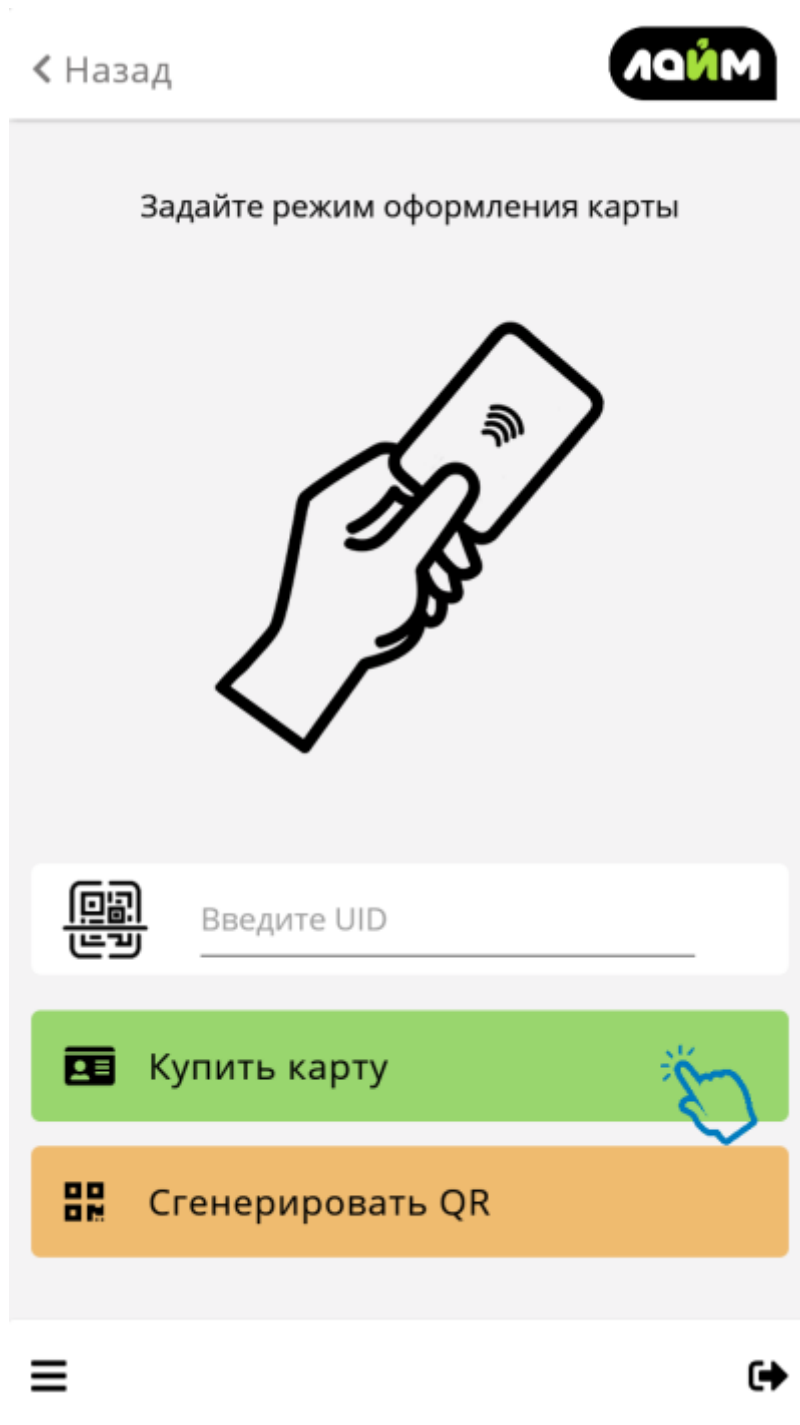 Назад
лайм
Задайте режим оформления карты
Введите UID
Купить карту
Сгенерировать QR